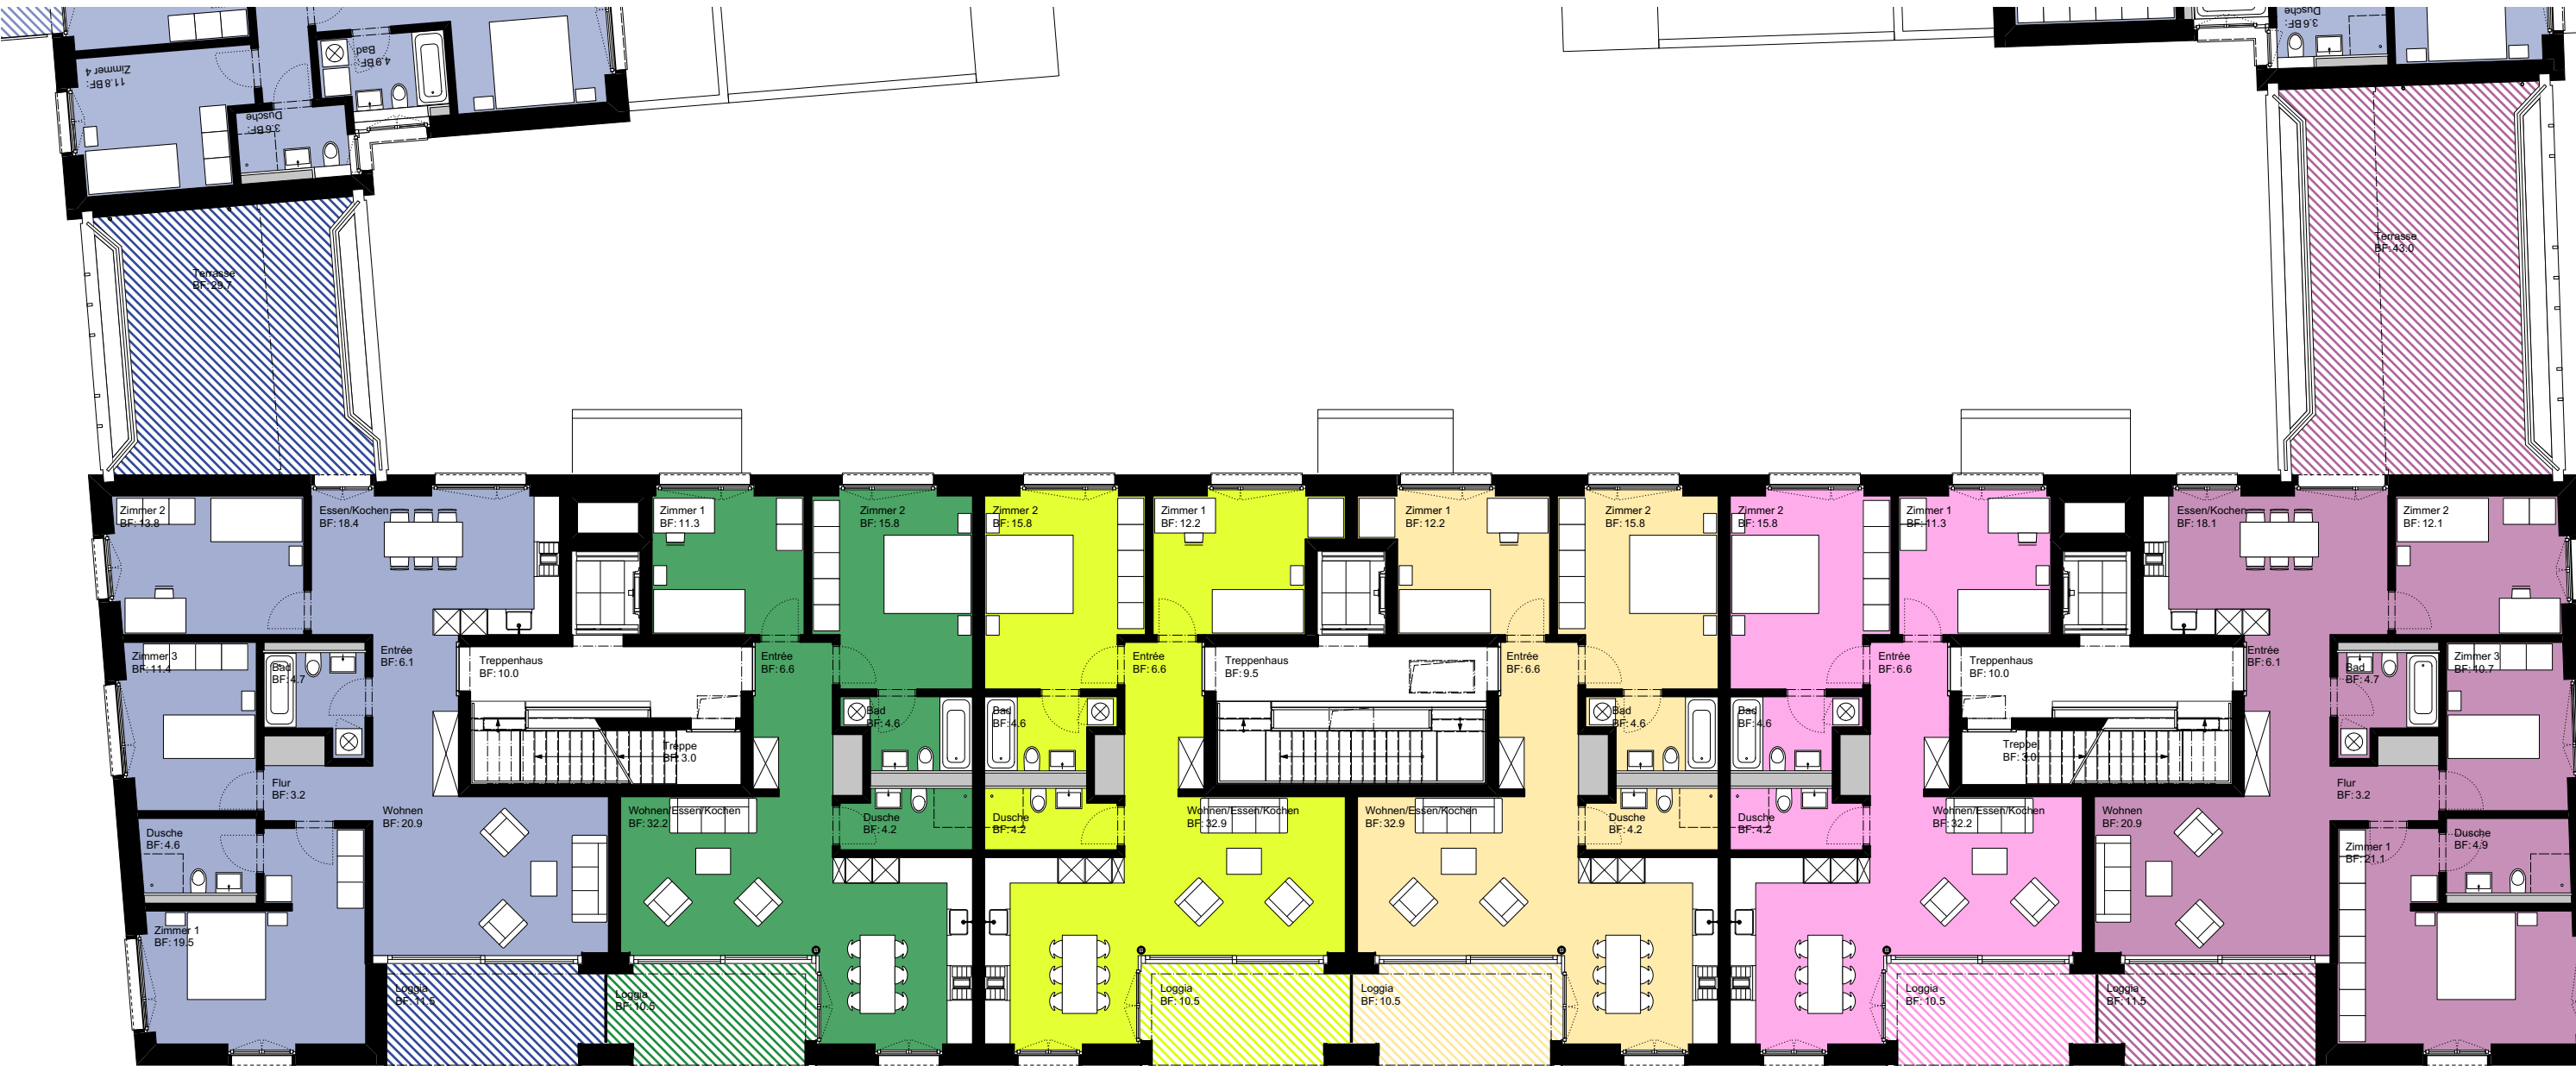 Zimmer 4
BF: 11.8
Bad
BF: 4.9
Dusche
BF: 3.6
Dusche
BF: 3.6
Terrasse
BF: 29.7
Terrasse
BF: 43.0
Zimmer 2
BF: 13.8
Essen/Kochen
BF: 18.4
Zimmer 1
BF: 11.3
Zimmer 2
BF: 15.8
Zimmer 2
BF: 15.8
Zimmer 1
BF: 12.2
Zimmer 1
BF: 12.2
Zimmer 2
BF: 15.8
Zimmer 2
BF: 15.8
Zimmer 1
BF: 11.3
Essen/Kochen
BF: 18.1
Zimmer 2
BF: 12.1
Zimmer 3
BF: 11.4
Bad
BF: 4.7
Entrée
BF: 6.1
Treppenhaus
BF: 10.0
Entrée
BF: 6.6
Entrée
BF: 6.6
Treppenhaus
BF: 9.5
Entrée
BF: 6.6
Entrée
BF: 6.6
Treppenhaus
BF: 10.0
Entrée
BF: 6.1
Bad
BF: 4.7
Zimmer 3
BF: 10.7
Bad
BF: 4.6
Bad
BF: 4.6
Bad
BF: 4.6
Bad
BF: 4.6
Treppe
BF: 3.0
Treppe
BF: 3.0
Flur
BF: 3.2
Flur
BF: 3.2
Dusche
BF: 4.6
Wohnen
BF: 20.9
Wohnen/Essen/Kochen
BF: 32.2
Dusche
BF: 4.2
Dusche
BF: 4.2
Wohnen/Essen/Kochen
BF: 32.9
Wohnen/Essen/Kochen
BF: 32.9
Dusche
BF: 4.2
Dusche
BF: 4.2
Wohnen/Essen/Kochen
BF: 32.2
Wohnen
BF: 20.9
Zimmer 1
BF: 21.1
Dusche
BF: 4.9
Zimmer 1
BF: 19.5
Loggia
BF: 11.5
Loggia
BF: 10.5
Loggia
BF: 10.5
Loggia
BF: 10.5
Loggia
BF: 10.5
Loggia
BF: 11.5